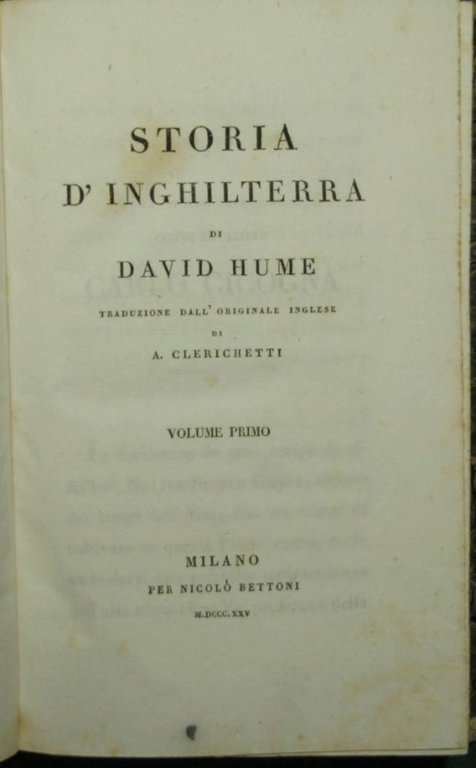 STORIA
D' INGHILTERRA
DI
DAVID HUME
TRADUZIONE DALL' ORIGINALE INGLESE
DI
A. CLERICHETTI
VOLUME PRIMO
MILANO
PER NICOLÒ BETTONI
M.DCCC.XXV